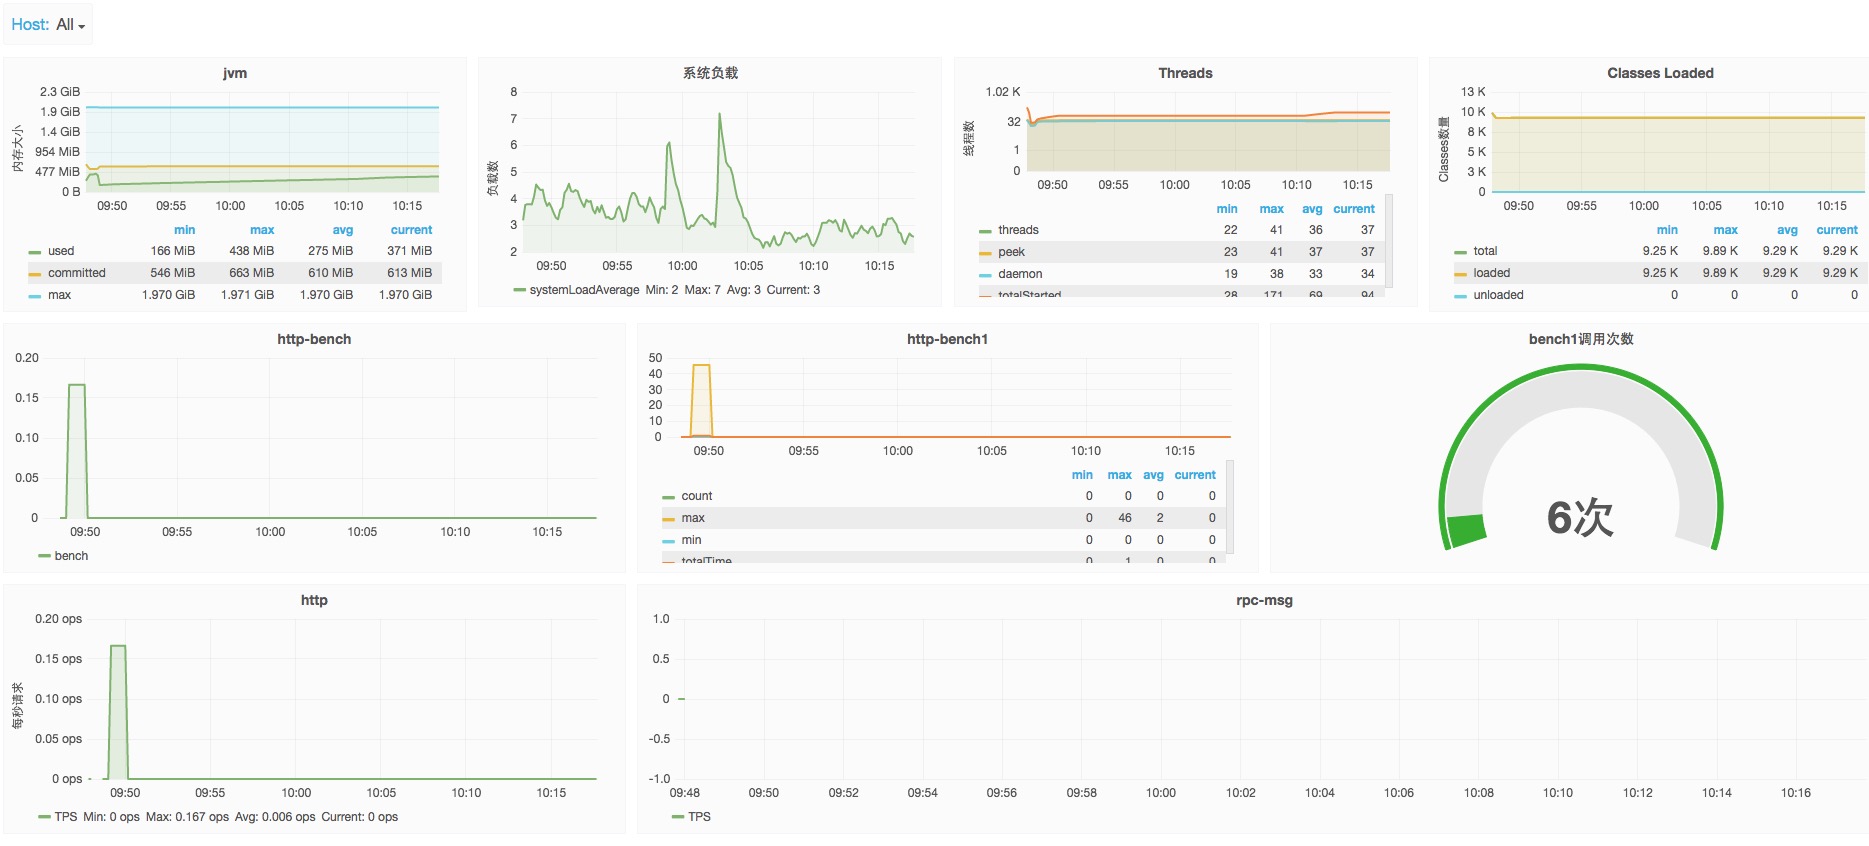 Host: All
jvm
2.3 GiB
1.9 GiB
1.4 GiB
954 MiB
477 MiB
0 B
内存大小
09:50 09:55 10:00 10:05 10:10 10:15
min max avg current
used 166 MiB 438 MiB 275 MiB 371 MiB
committed 546 MiB 663 MiB 610 MiB 613 MiB
max 1.970 GiB 1.971 GiB 1.970 GiB 1.970 GiB
系统负载
8
7
6
5
4
3
2
负载数
09:50 09:55 10:00 10:05 10:10 10:15
systemLoadAverage Min: 2 Max: 7 Avg: 3 Current: 3
Threads
1.02 K
32
1
0
线程数
09:50 09:55 10:00 10:05 10:10 10:15
min max avg current
threads 22 41 36 37
peek 23 41 37 37
daemon 19 38 33 34
totalStarted 28 171 69 94
Classes Loaded
13 K
10 K
8 K
5 K
3 K
0
Classes数量
09:50 09:55 10:00 10:05 10:10 10:15
min max avg current
total 9.25 K 9.89 K 9.29 K 9.29 K
loaded 9.25 K 9.89 K 9.29 K 9.29 K
unloaded 0 0 0 0
http-bench
0.20
0.15
0.10
0.05
0
09:50 09:55 10:00 10:05 10:10 10:15
bench
http-bench1
50
40
30
20
10
0
09:50 09:55 10:00 10:05 10:10 10:15
min max avg current
count 0 0 0 0
max 0 46 2 0
min 0 0 0 0
totalTime 0 1 0 0
bench1调用次数
6次
http
0.20 ops
0.15 ops
0.10 ops
0.05 ops
0 ops
每秒请求
09:50 09:55 10:00 10:05 10:10 10:15
TPS Min: 0 ops Max: 0.167 ops Avg: 0.006 ops Current: 0 ops
rpc-msg
1.0
0.5
0
-0.5
-1.0
09:48 09:50 09:52 09:54 09:56 09:58 10:00 10:02 10:04 10:06 10:08 10:10 10:12 10:14 10:16
TPS